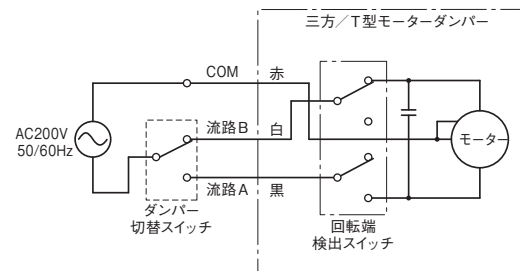 三方／T型モーターダンパー
COM
赤
AC200V
50/60Hz
流路B
白
モーター
流路A
黒
ダンパー
切替スイッチ
回転端
検出スイッチ